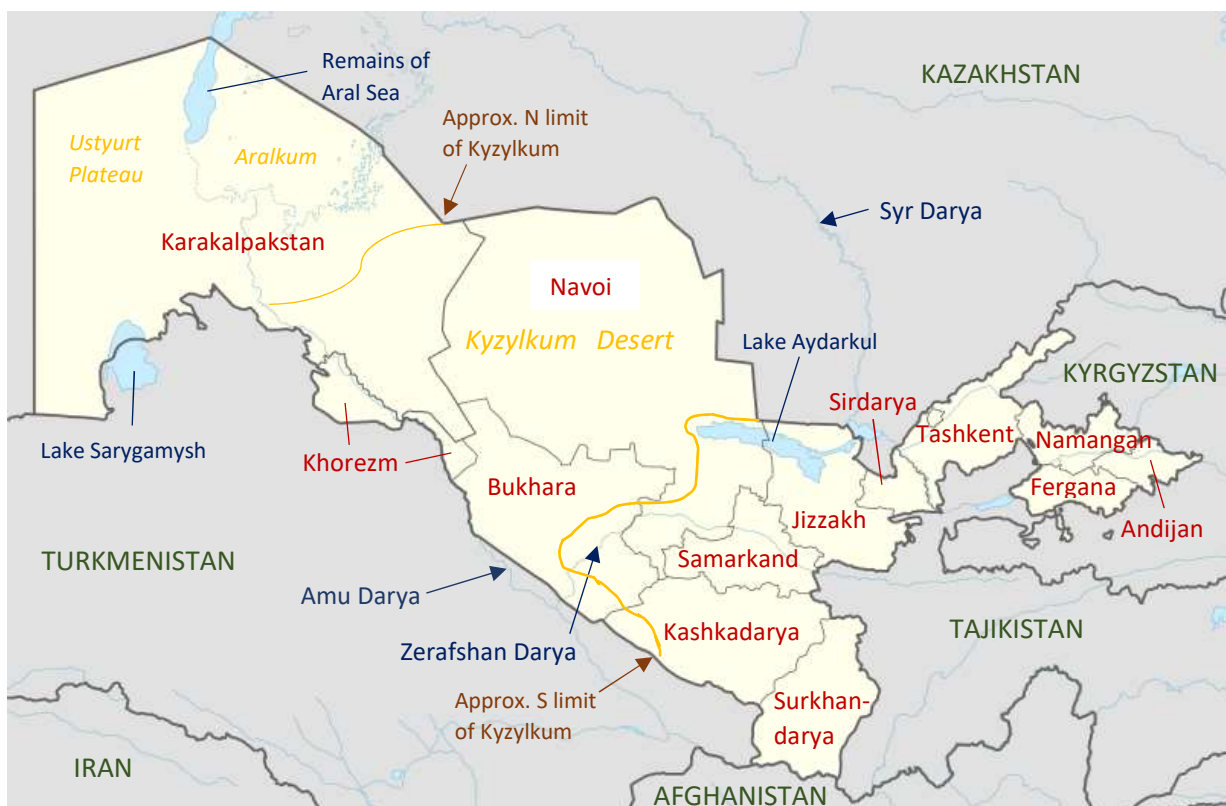 Remains of
Aral Sea
KAZAKHSTAN
Approx. N limit
of Kyzylkum
Ustyurt
Plateau
Aralkum
Syr Darya
Karakalpakstan
Navoi
Kyzylkum Desert
Lake Aydarkul
KYRGYZSTAN
Sirdarya
Tashkent
Namangan
Lake Sarygamysh
Khorezm
Bukhara
Fergana
Jizzakh
Andijan
TURKMENISTAN
Samarkand
Amu Darya
Kashkadarya
TAJIKISTAN
Zerafshan Darya
Approx. S limit
of Kyzylkum
Surkhan-
darya
IRAN
AFGHANISTAN